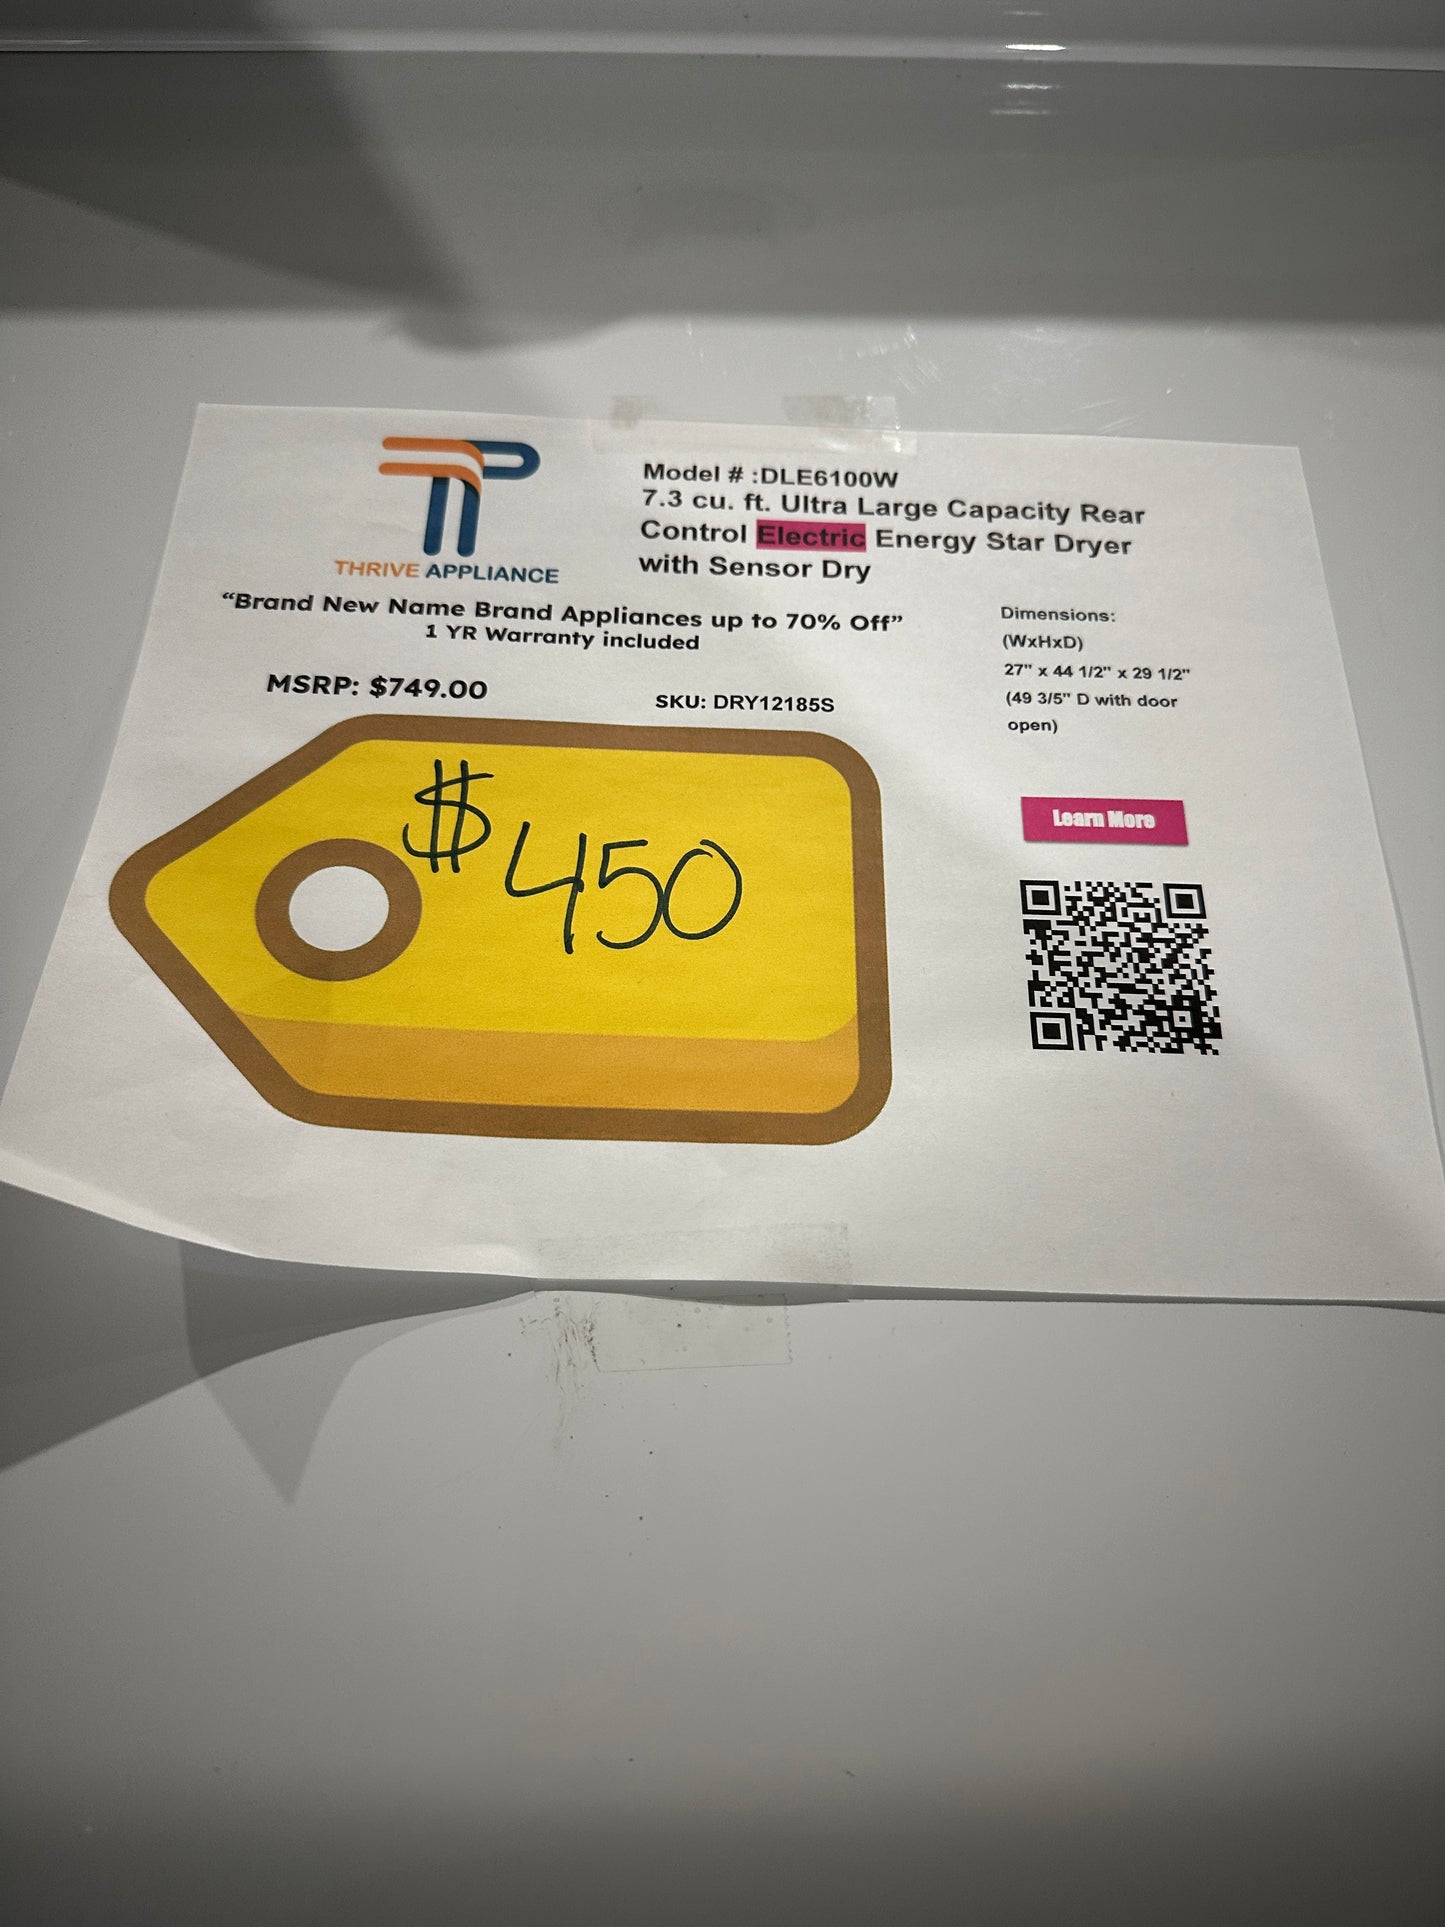 THRIVE APPLIANCE
Model # :DLE6100W
7.3 cu. ft. Ultra Large Capacity Rear
Control Electric Energy Star Dryer
with Sensor Dry
“Brand New Name Brand Appliances up to 70% Off”
1 YR Warranty included
MSRP: $749.00
SKU: DRY12185S
Dimensions:
(WxHxD)
27" x 44 1/2" x 29 1/2"
(49 3/5" D with door
open)
$450
Learn More